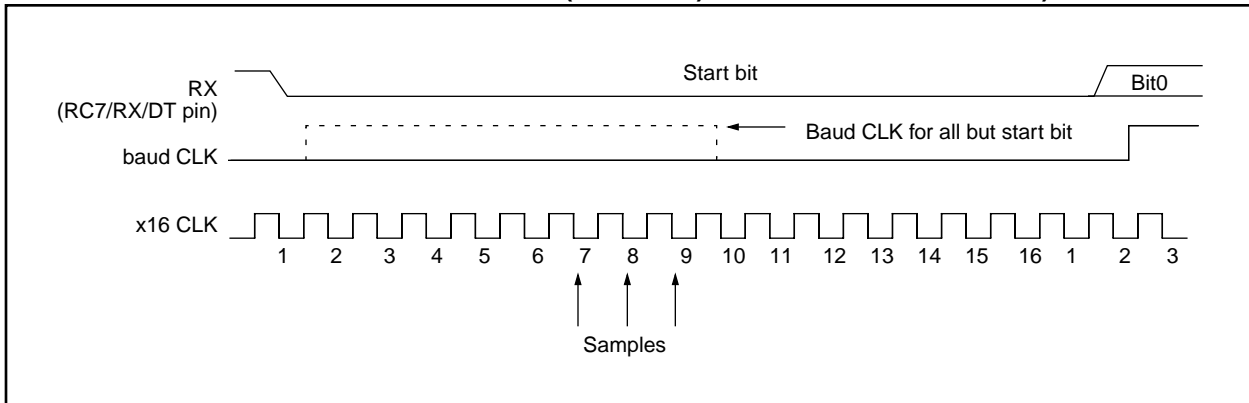 Start bit
RX
Bit0
(RC7/RX/DT pin)
Baud CLK for all but start bit
baud CLK
x16 CLK
1 2 3 4 5 6 7 8 9 10 11 12 13 14 15 16 1 2 3
Samples